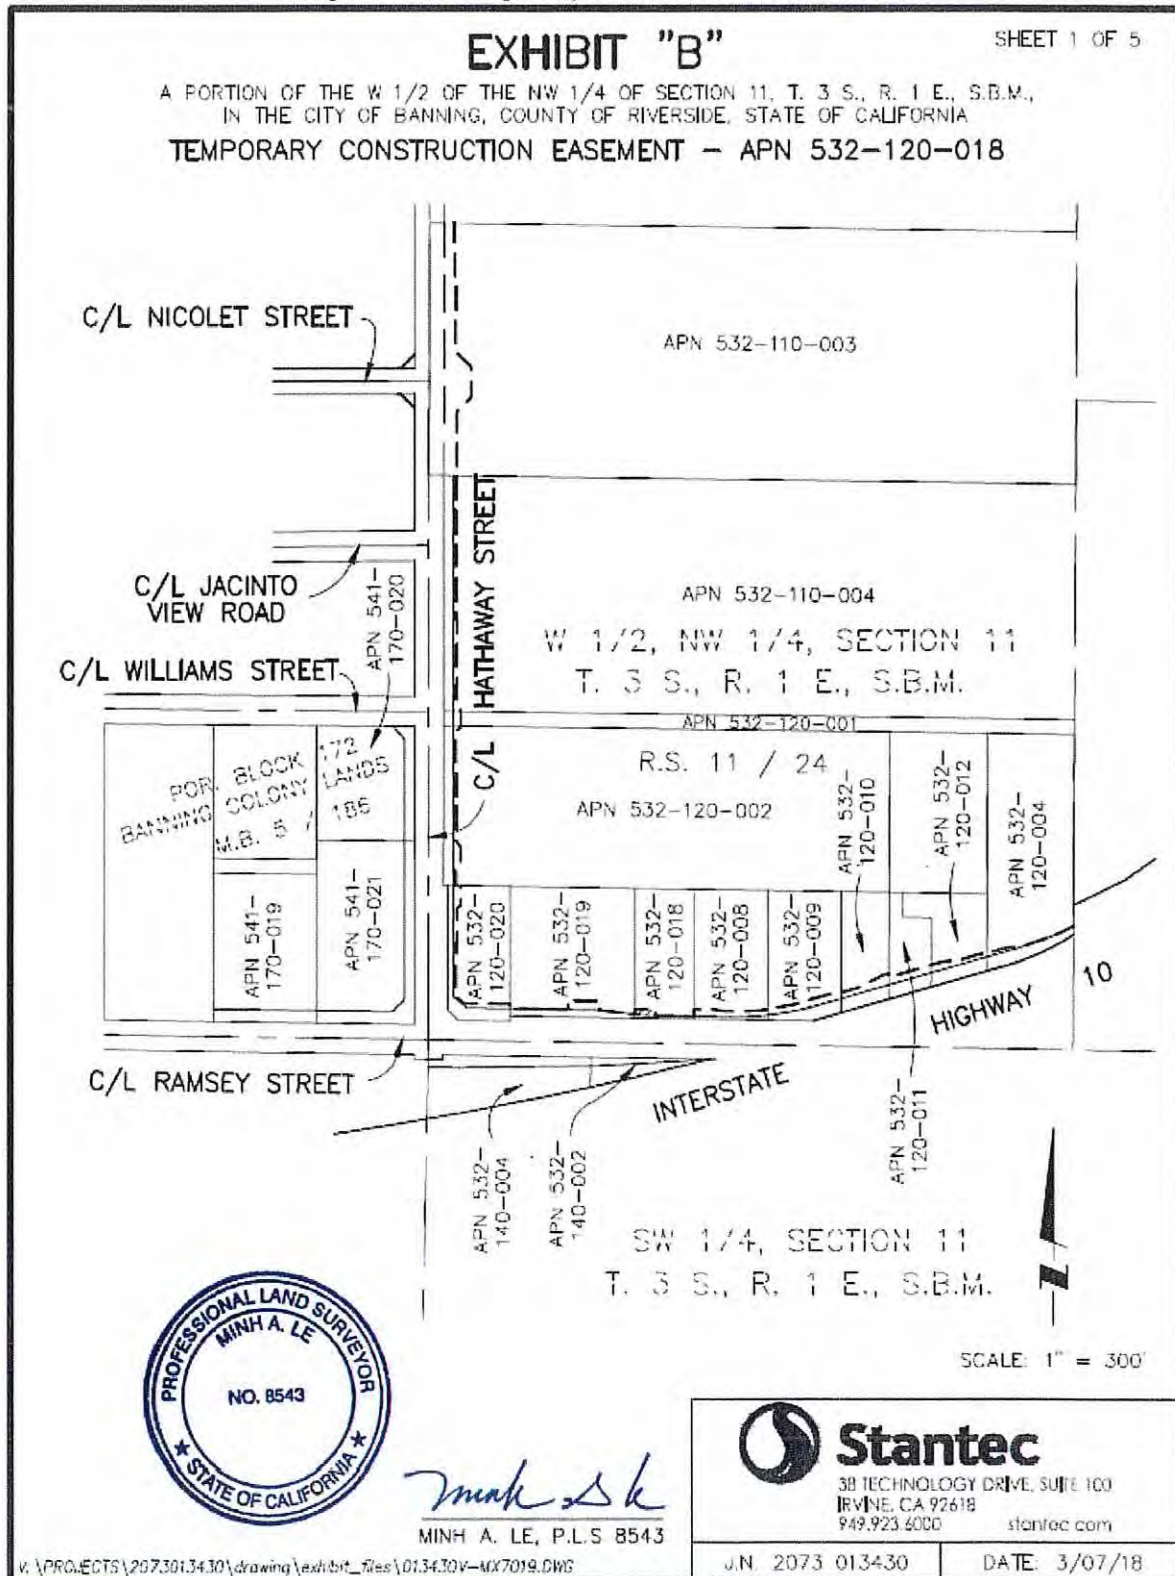 EXHIBIT "B"
SHEET 1 OF 5
A PORTION OF THE W 1/2 OF THE NW 1/4 OF SECTION 11, T. 3 S., R. 1 E., S.B.M.,
IN THE CITY OF BANNING, COUNTY OF RIVERSIDE, STATE OF CALIFORNIA
TEMPORARY CONSTRUCTION EASEMENT – APN 532–120–018
C/L NICOLET STREET
APN 532–110–003
C/L HATHAWAY STREET
C/L JACINTO
VIEW ROAD
APN 541–
170–020
APN 532–110–004
W 1/2, NW 1/4, SECTION 11
T. 3 S., R. 1 E., S.B.M.
C/L WILLIAMS STREET
APN 532–120–001
R.S. 11 / 24
APN 532–120–002
POR. BLOCK 172
BANNING COLONY LANDS
M.B. 5 / 186
APN 532–
120–010
APN 532–
120–012
APN 532–
120–004
APN 541–
170–019
APN 541–
170–021
APN 532–
120–020
APN 532–
120–019
APN 532–
120–018
APN 532–
120–008
APN 532–
120–009
INTERSTATE HIGHWAY 10
C/L RAMSEY STREET
APN 532–
120–011
APN 532–
140–004
APN 532–
140–002
SW 1/4, SECTION 11
T. 3 S., R. 1 E., S.B.M.
SCALE: 1" = 300'
PROFESSIONAL LAND SURVEYOR
MINH A. LE
NO. 8543
STATE OF CALIFORNIA
MINH A. LE, P.L.S 8543
Stantec
38 TECHNOLOGY DRIVE, SUITE 100
IRVINE, CA 92618
949.923.6000 stantec.com
V:\PROJECTS\2073013430\drawing\exhibit_files\013430V–MX7019.DWG
J.N. 2073 013430
DATE: 3/07/18